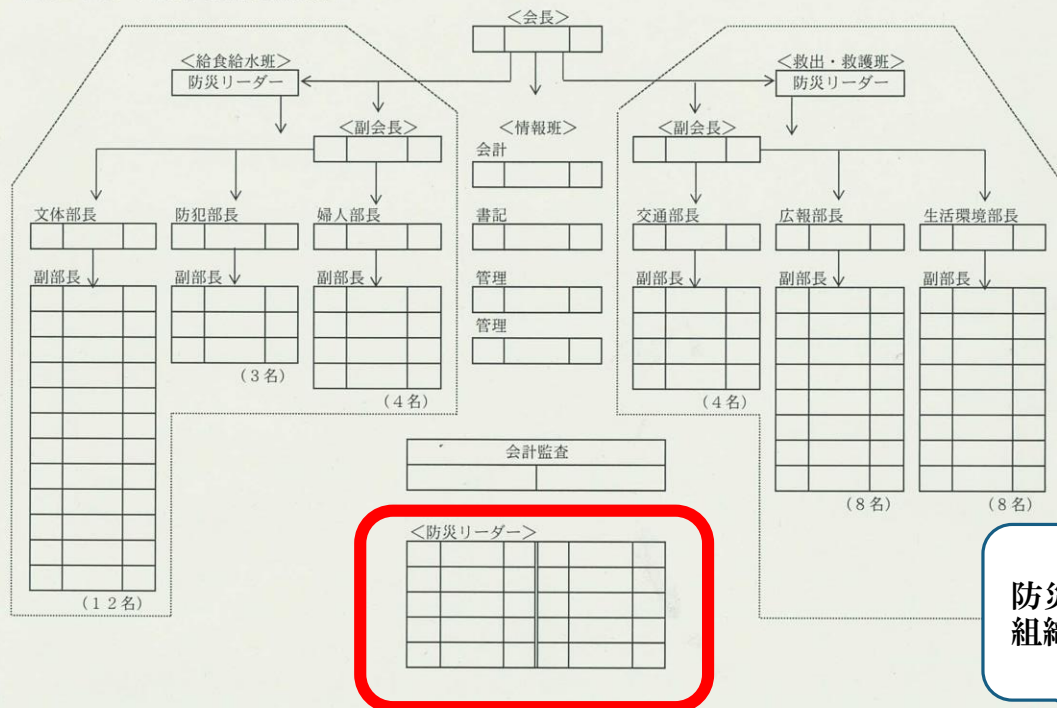 ＜会長＞
＜給食給水班＞
防災リーダー
＜救出・救護班＞
防災リーダー
＜副会長＞
＜情報班＞
＜副会長＞
会計
文体部長
防犯部長
婦人部長
書記
交通部長
広報部長
生活環境部長
副部長
副部長
副部長
管理
副部長
副部長
副部長
管理
（３名）
（４名）
（４名）
会計監査
（８名）
（８名）
＜防災リーダー＞
（１２名）
防災
組織